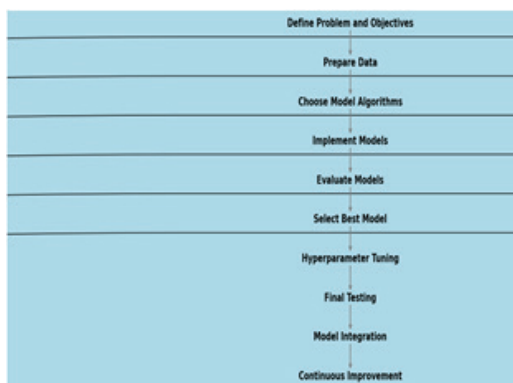 Define Problem and Objectives
Prepare Data
Choose Model Algorithms
Implement Models
Evaluate Models
Select Best Model
Hyperparameter Tuning
Final Testing
Model Integration
Continuous Improvement